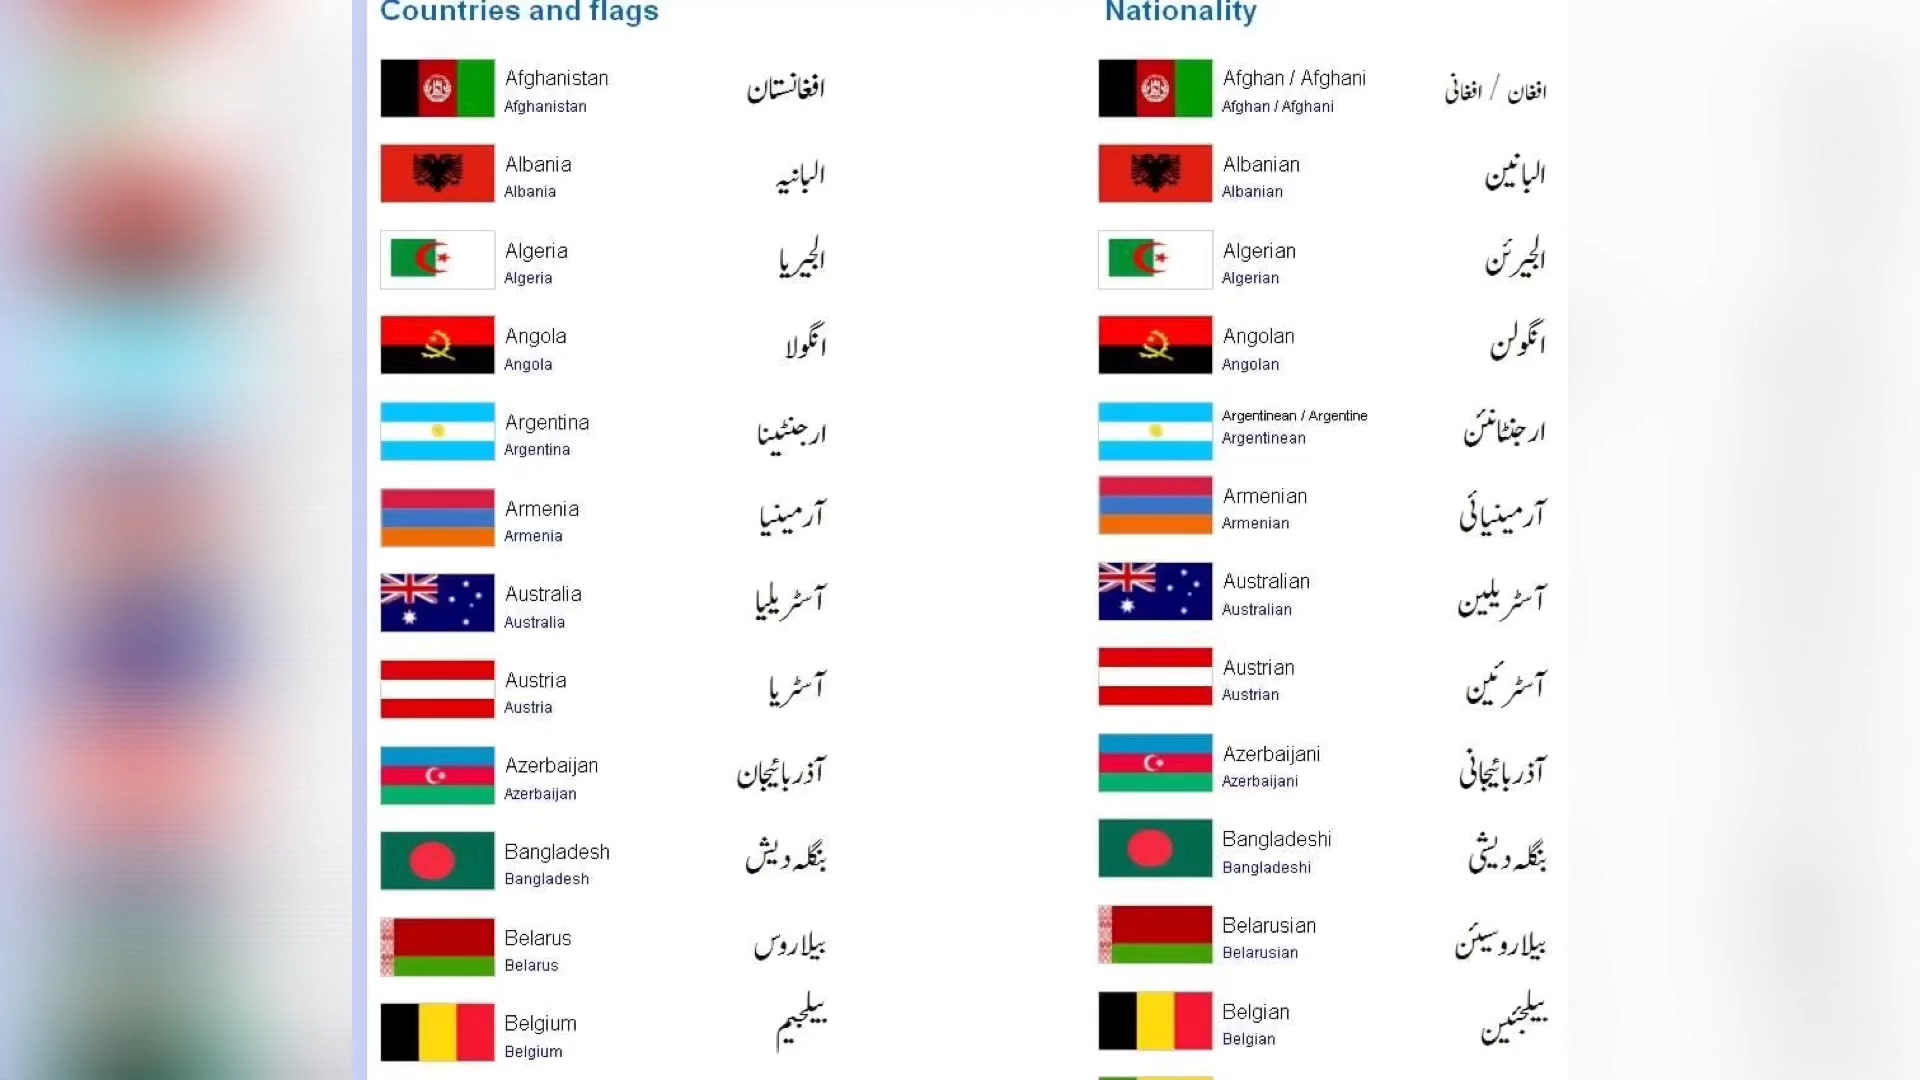 Countries and flags
Nationality
Afghanistan
Afghanistan
افغانستان
Afghan / Afghani
Afghan / Afghani
افغان / افغانی
Albania
Albania
البانیہ
Albanian
Albanian
البانین
Algeria
Algeria
الجیریا
Algerian
Algerian
الجیرئن
Angola
Angola
انگولا
Angolan
Angolan
انگولن
Argentina
Argentina
ارجنٹینا
Argentinean / Argentine
Argentinean
ارجنٹائنئن
Armenia
Armenia
آرمینیا
Armenian
Armenian
آرمینیائی
Australia
Australia
آسٹریلیا
Australian
Australian
آسٹریلین
Austria
Austria
آسٹریا
Austrian
Austrian
آسٹرئین
Azerbaijan
Azerbaijan
آذربائیجان
Azerbaijani
Azerbaijani
آذربائیجانی
Bangladesh
Bangladesh
بنگلہ دیش
Bangladeshi
Bangladeshi
بنگلہ دیشی
Belarus
Belarus
بیلاروس
Belarusian
Belarusian
بیلاروسیئن
Belgium
Belgium
بیلجیم
Belgian
Belgian
بیلجئین